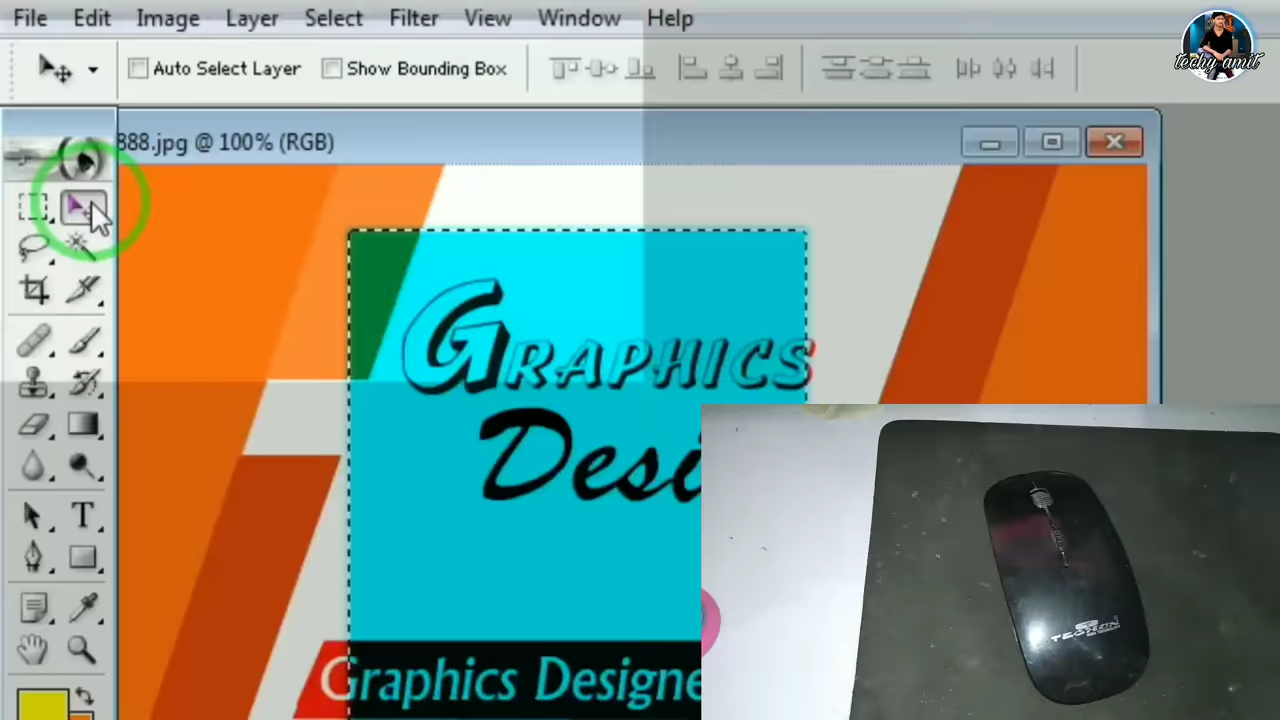 File Edit Image Layer Select Filter View Window Help
techy amit
Auto Select Layer Show Bounding Box
888.jpg @ 100% (RGB)
GRAPHICS
Desi
T
Graphics Designe